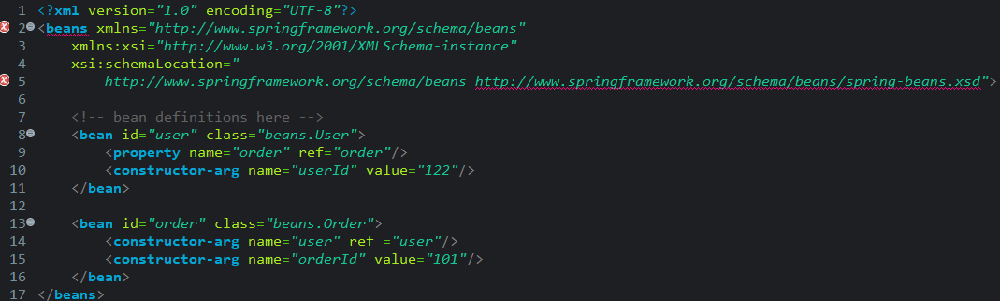 1 <?xml version="1.0" encoding="UTF-8"?>
2 <beans xmlns="http://www.springframework.org/schema/beans"
3     xmlns:xsi="http://www.w3.org/2001/XMLSchema-instance"
4     xsi:schemaLocation="
5         http://www.springframework.org/schema/beans http://www.springframework.org/schema/beans/spring-beans.xsd">
6
7     <!-- bean definitions here -->
8     <bean id="user" class="beans.User">
9         <property name="order" ref="order"/>
10         <constructor-arg name="userId" value="122"/>
11     </bean>
12
13     <bean id="order" class="beans.Order">
14         <constructor-arg name="user" ref ="user"/>
15         <constructor-arg name="orderId" value="101"/>
16     </bean>
17 </beans>